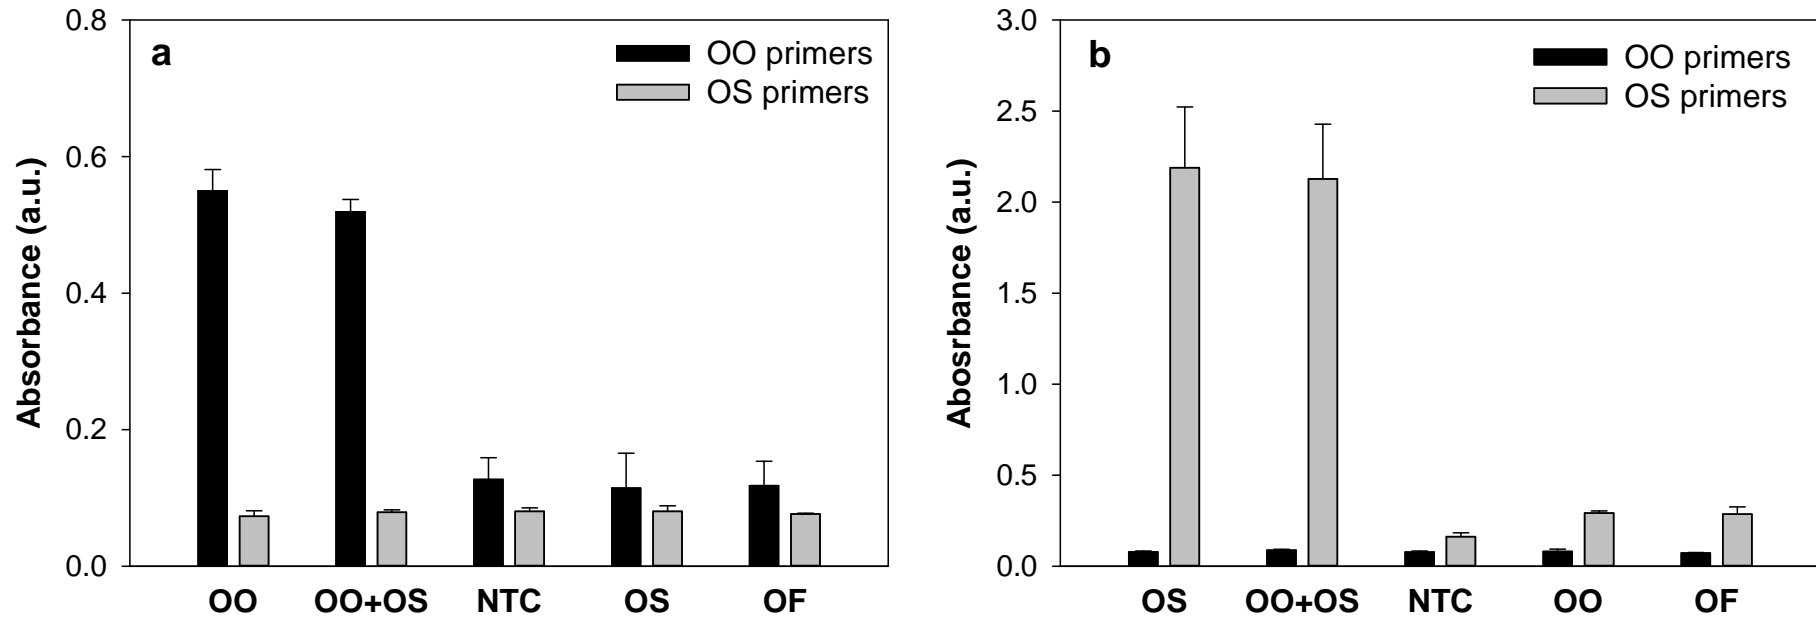 a
OO primers
OS primers
Absorbance (a.u.)
0.8
0.6
0.4
0.2
0.0
OO OO+OS NTC OS OF
b
OO primers
OS primers
Abosrbance (a.u.)
3.0
2.5
2.0
1.5
1.0
0.5
0.0
OS OO+OS NTC OO OF